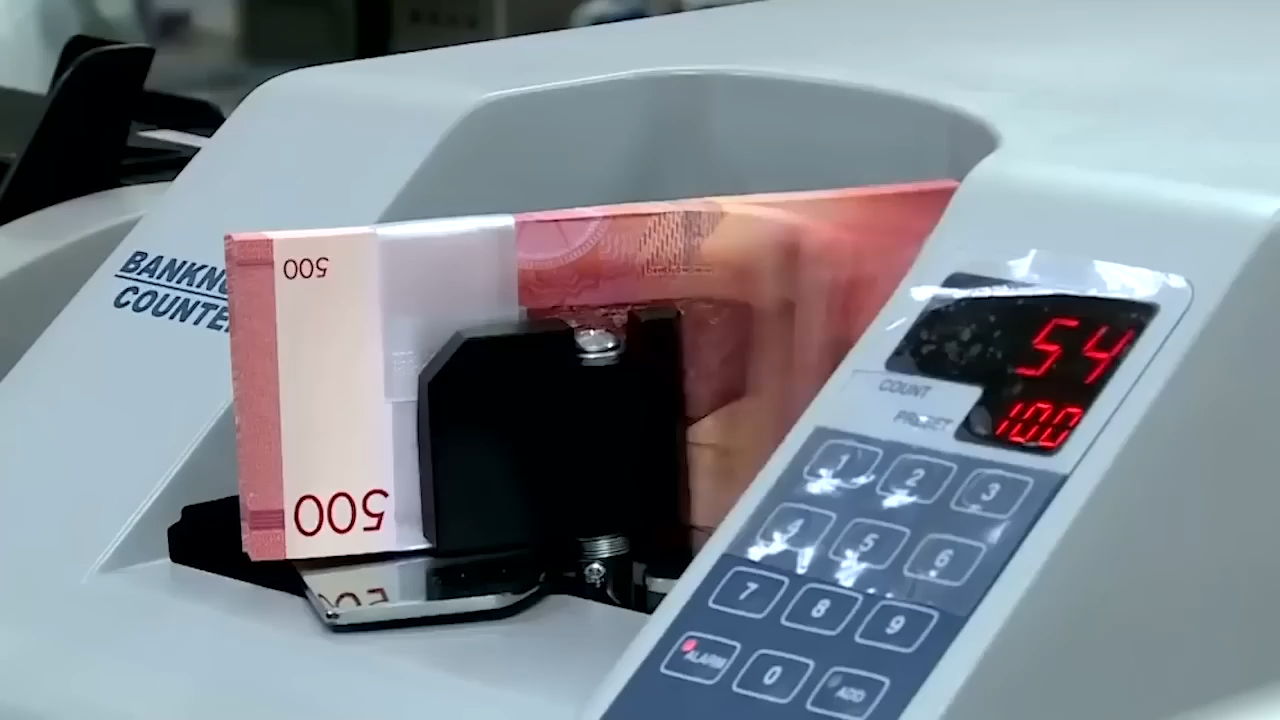 BANKN
COUNTE
500
500
54
COUNT
100
PRESET
1 2 3
4 5 6
7 8 9
ALARM 0 ADD